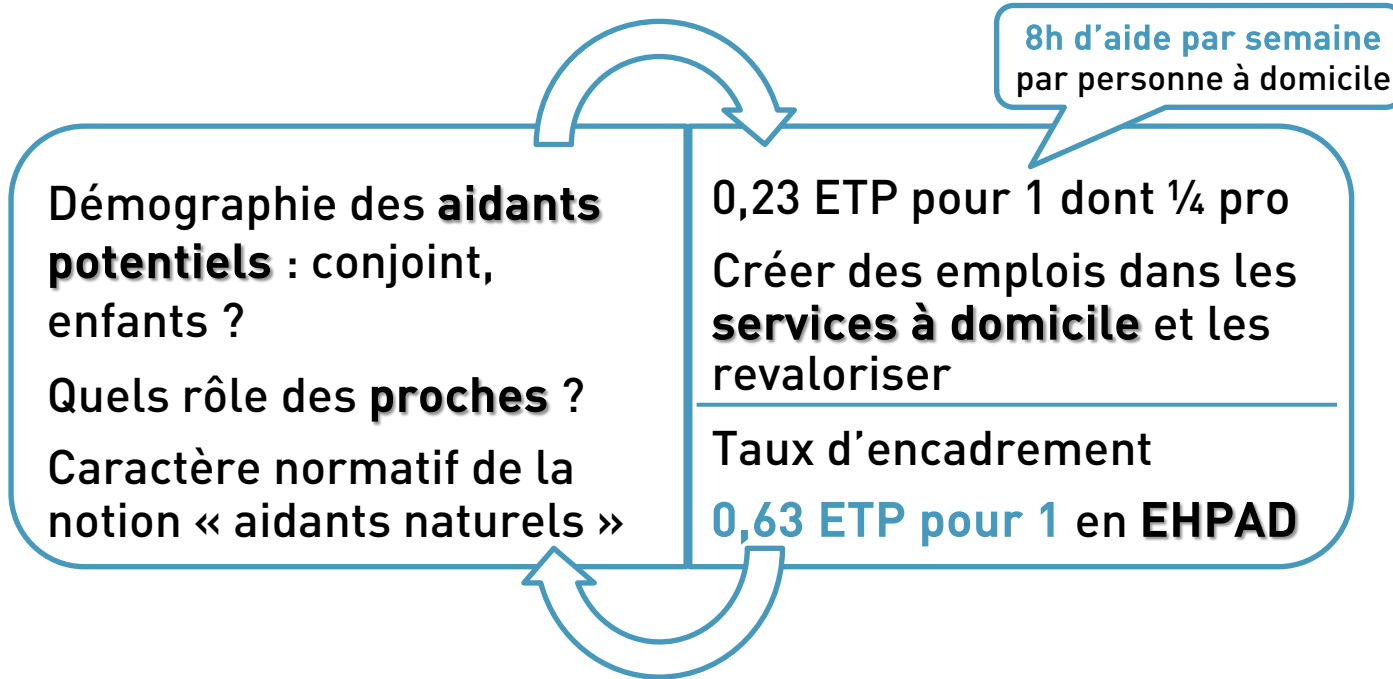 8h d’aide par semaine
par personne à domicile
Démographie des aidants
potentiels : conjoint,
enfants ?
Quels rôle des proches ?
Caractère normatif de la
notion « aidants naturels »
0,23 ETP pour 1 dont ¼ pro
Créer des emplois dans les
services à domicile et les
revaloriser
Taux d’encadrement
0,63 ETP pour 1 en EHPAD